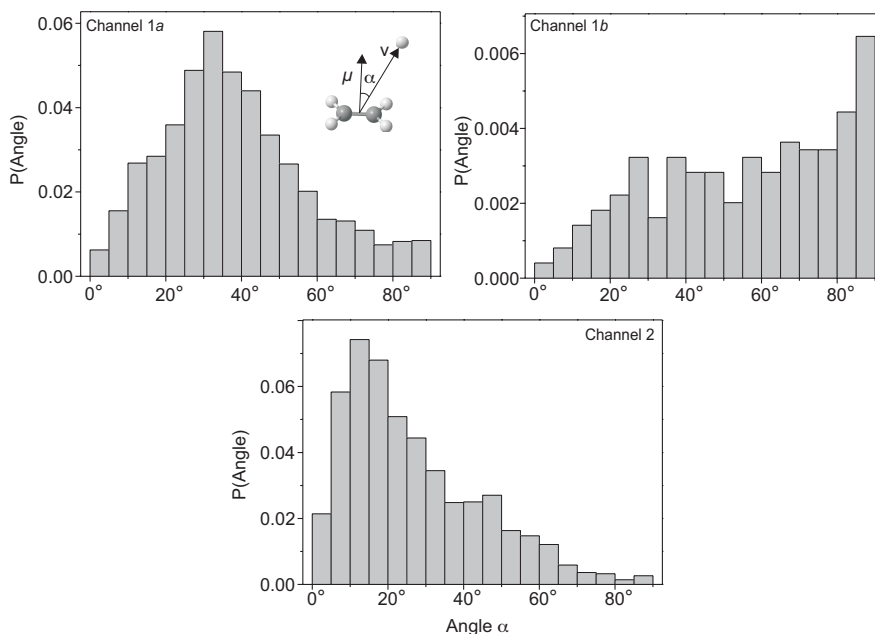 Channel 1a
P(Angle)
0.06
0.04
0.02
0.00
0° 20° 40° 60° 80°
μ α v
Channel 1b
P(Angle)
0.006
0.004
0.002
0.000
0° 20° 40° 60° 80°
Channel 2
P(Angle)
0.06
0.04
0.02
0.00
0° 20° 40° 60° 80°
Angle α